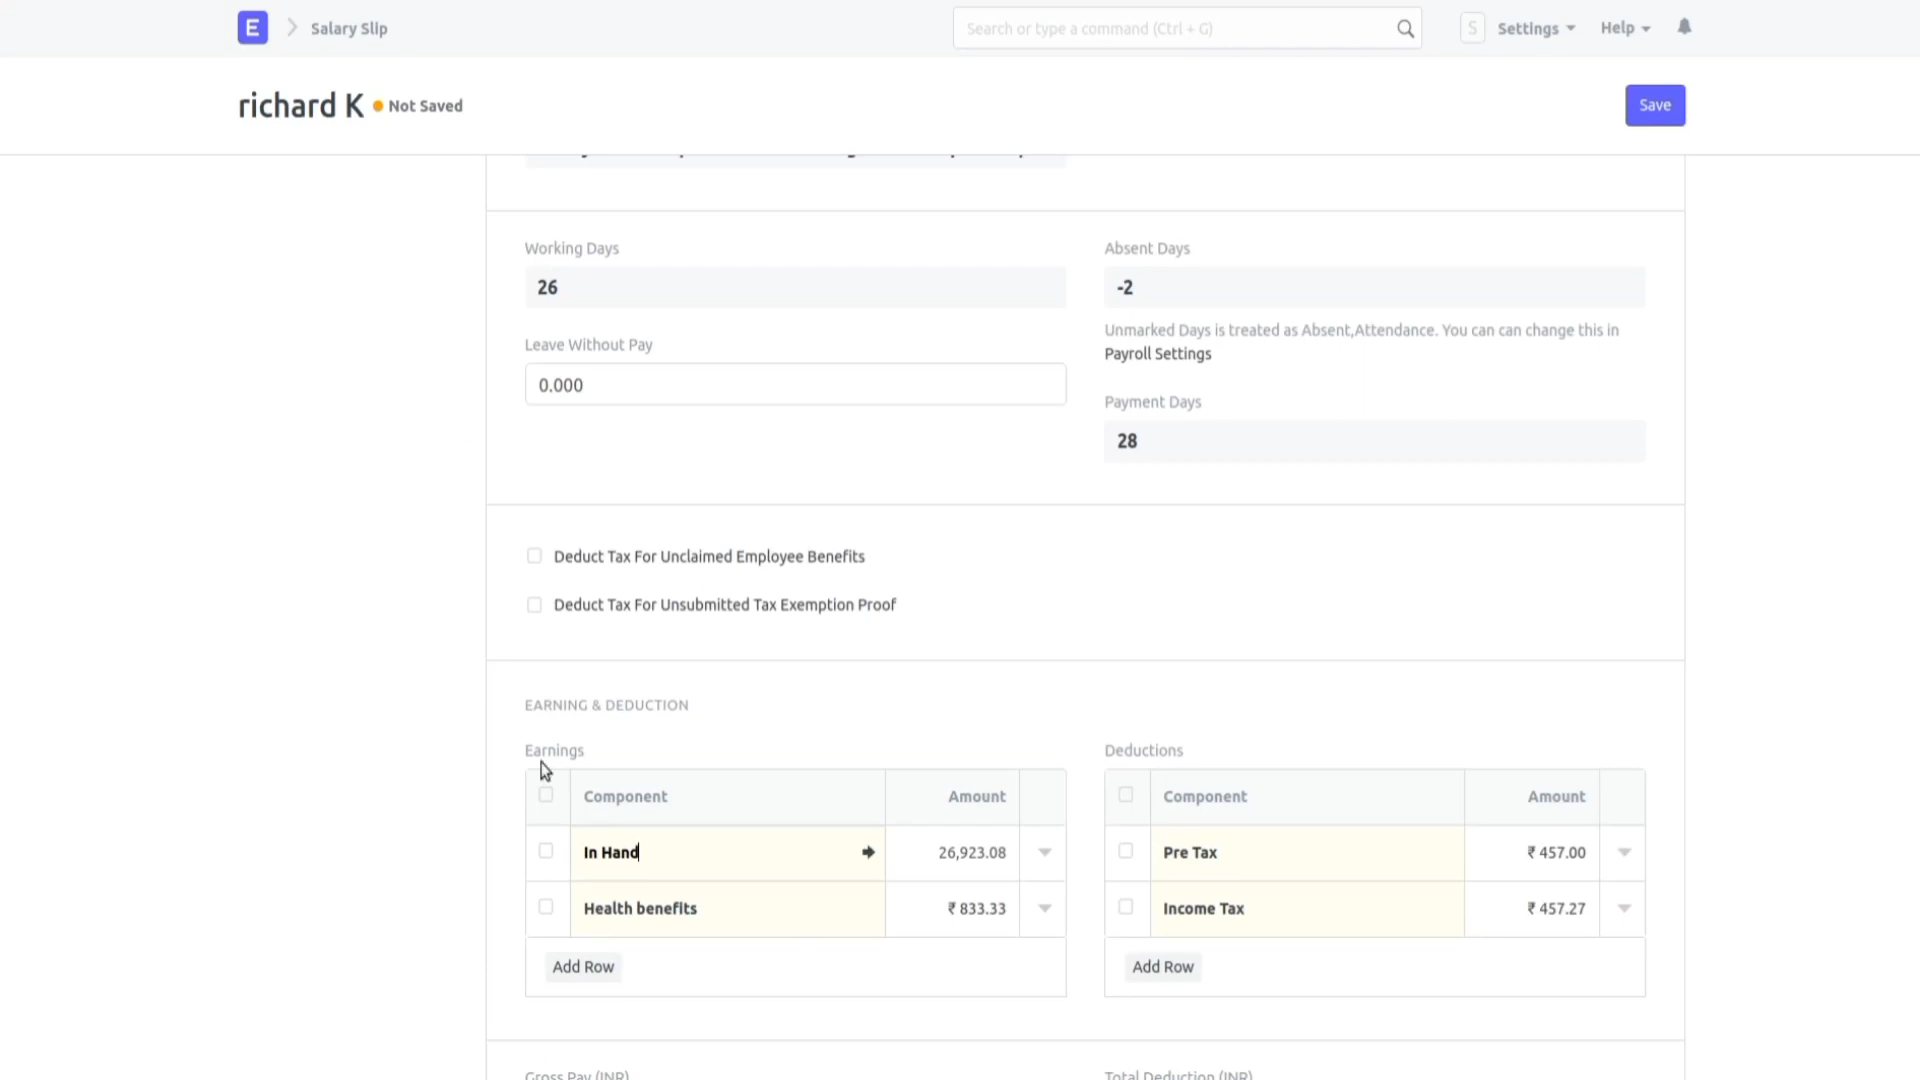 E
Salary Slip
Search or type a command (Ctrl + G)
S
Settings
Help
richard K
Not Saved
Save
Working Days
26
Absent Days
-2
Unmarked Days is treated as Absent,Attendance. You can can change this in
Payroll Settings
Leave Without Pay
0.000
Payment Days
28
Deduct Tax For Unclaimed Employee Benefits
Deduct Tax For Unsubmitted Tax Exemption Proof
EARNING & DEDUCTION
Earnings
Component Amount
In Hand 26,923.08
Health benefits ₹ 833.33
Add Row
Deductions
Component Amount
Pre Tax ₹ 457.00
Income Tax ₹ 457.27
Add Row
Gross Pay (INR)
Total Deduction (INR)